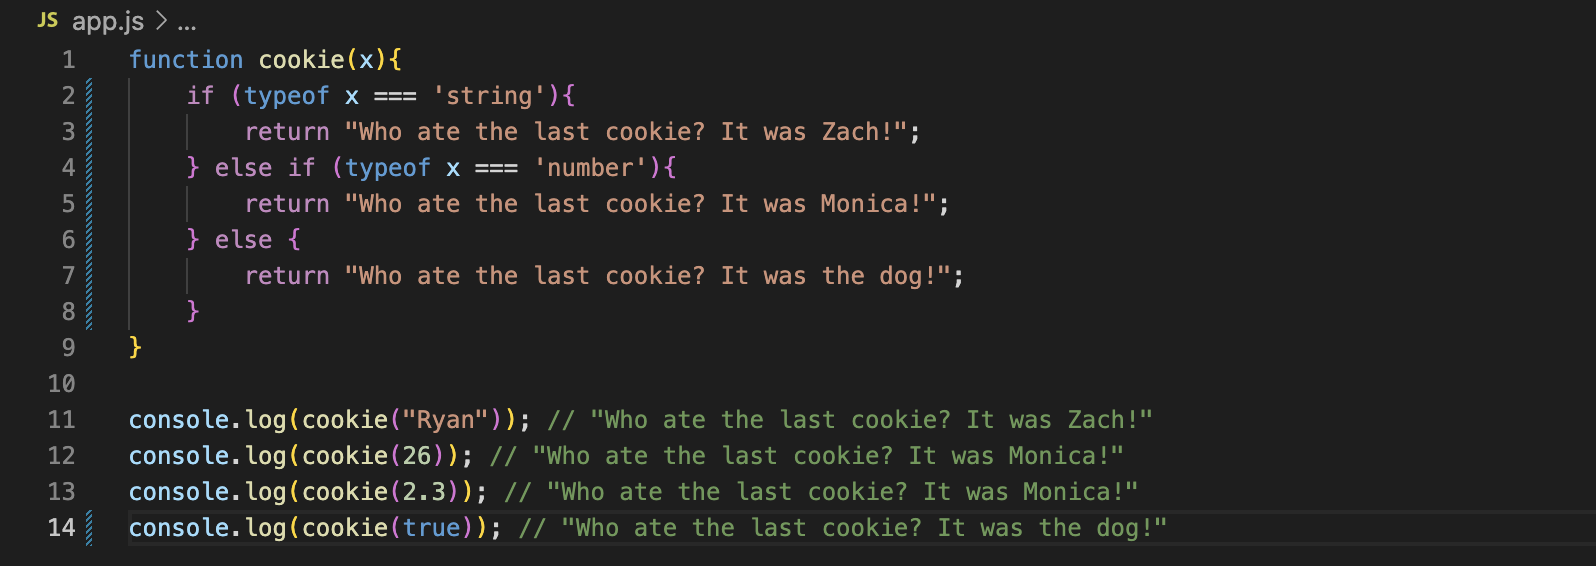 JS app.js > ...
1 function cookie(x){
2     if (typeof x === 'string'){
3         return "Who ate the last cookie? It was Zach!";
4     } else if (typeof x === 'number'){
5         return "Who ate the last cookie? It was Monica!";
6     } else {
7         return "Who ate the last cookie? It was the dog!";
8     }
9 }
10
11 console.log(cookie("Ryan")); // "Who ate the last cookie? It was Zach!"
12 console.log(cookie(26)); // "Who ate the last cookie? It was Monica!"
13 console.log(cookie(2.3)); // "Who ate the last cookie? It was Monica!"
14 console.log(cookie(true)); // "Who ate the last cookie? It was the dog!"